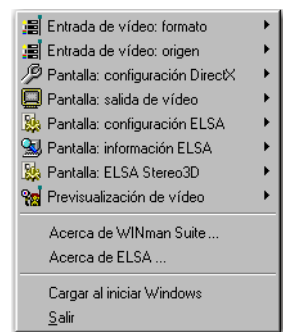 Entrada de vídeo: formato
Entrada de vídeo: origen
Pantalla: configuración DirectX
Pantalla: salida de vídeo
Pantalla: configuración ELSA
Pantalla: información ELSA
Pantalla: ELSA Stereo3D
Previsualización de vídeo
Acerca de WINman Suite...
Acerca de ELSA ...
Cargar al iniciar Windows
Salir